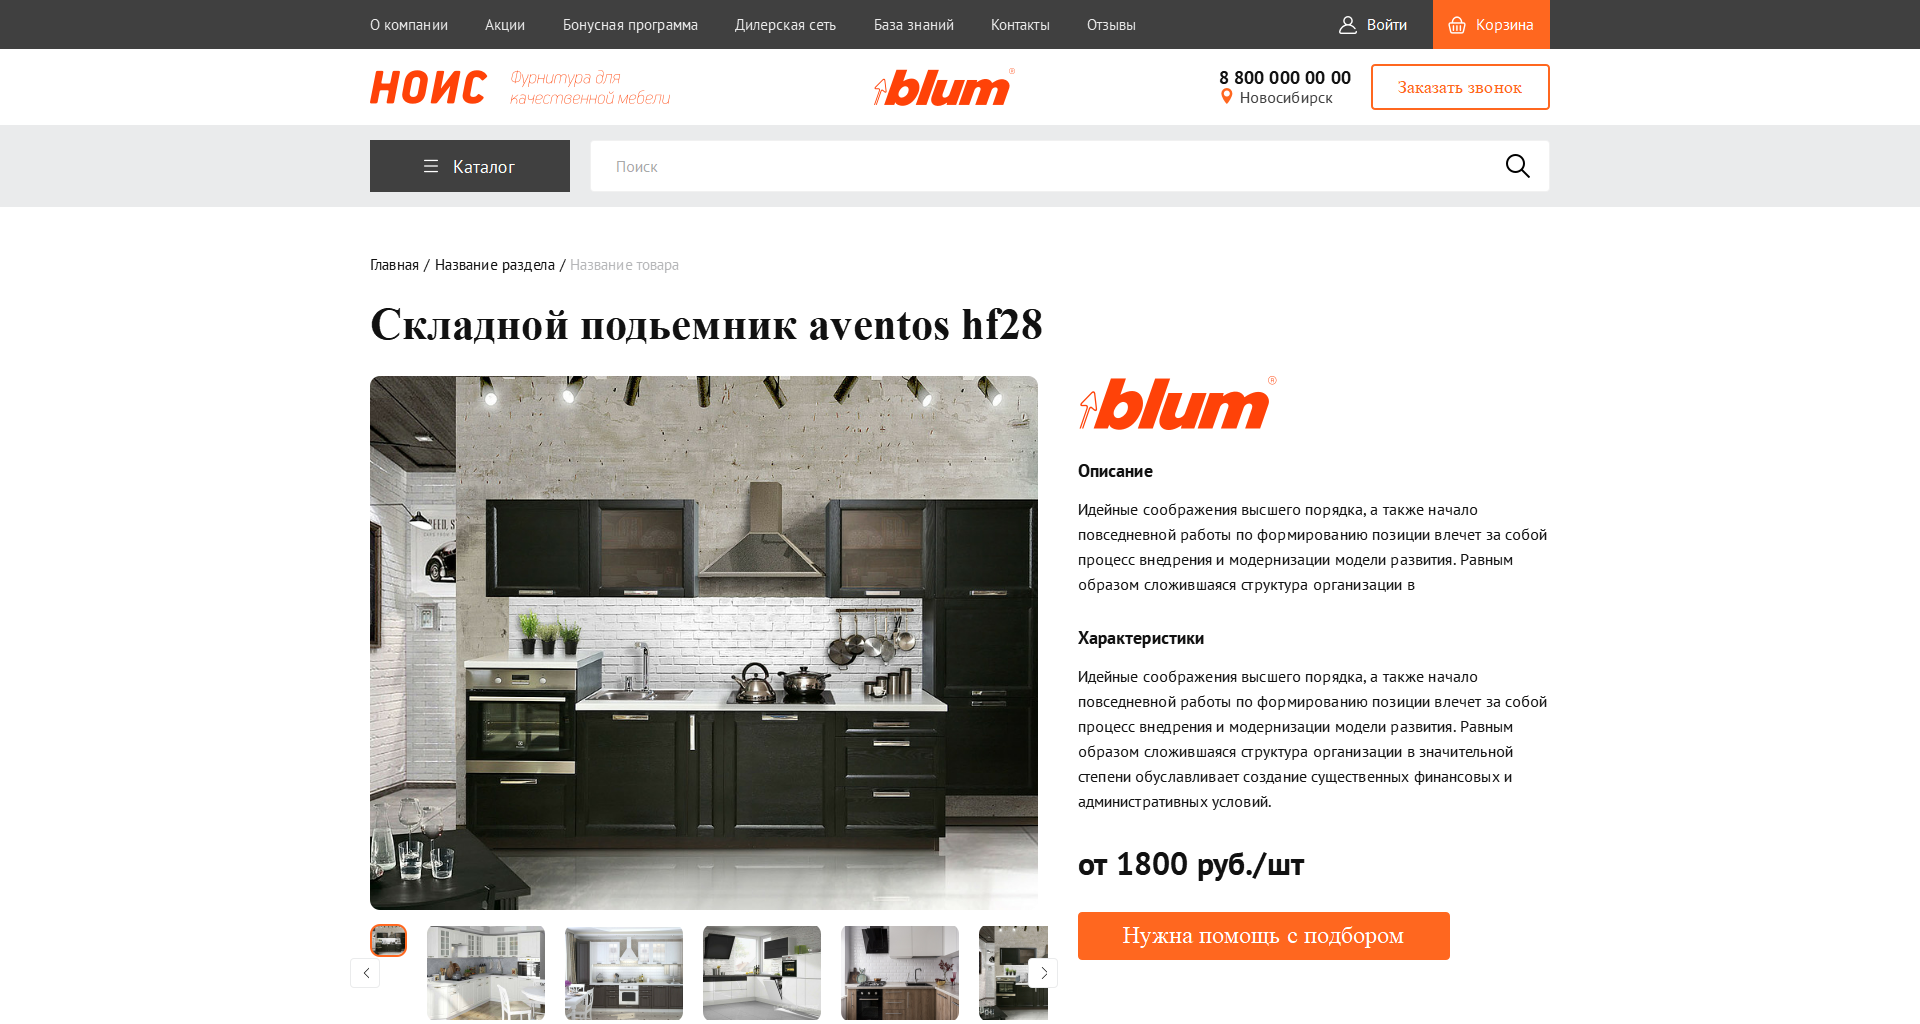 О компании Акции Бонусная программа Дилерская сеть База знаний Контакты Отзывы Войти Корзина
НОИС Фурнитура для качественной мебели blum® 8 800 000 00 00 Новосибирск Заказать звонок
Каталог Поиск
Главная / Название раздела / Название товара
Складной подьемник aventos hf28
blum®
Описание
Идейные соображения высшего порядка, а также начало
повседневной работы по формированию позиции влечет за собой
процесс внедрения и модернизации модели развития. Равным
образом сложившаяся структура организации в
Характеристики
Идейные соображения высшего порядка, а также начало
повседневной работы по формированию позиции влечет за собой
процесс внедрения и модернизации модели развития. Равным
образом сложившаяся структура организации в значительной
степени обуславливает создание существенных финансовых и
административных условий.
от 1800 руб./шт
Нужна помощь с подбором